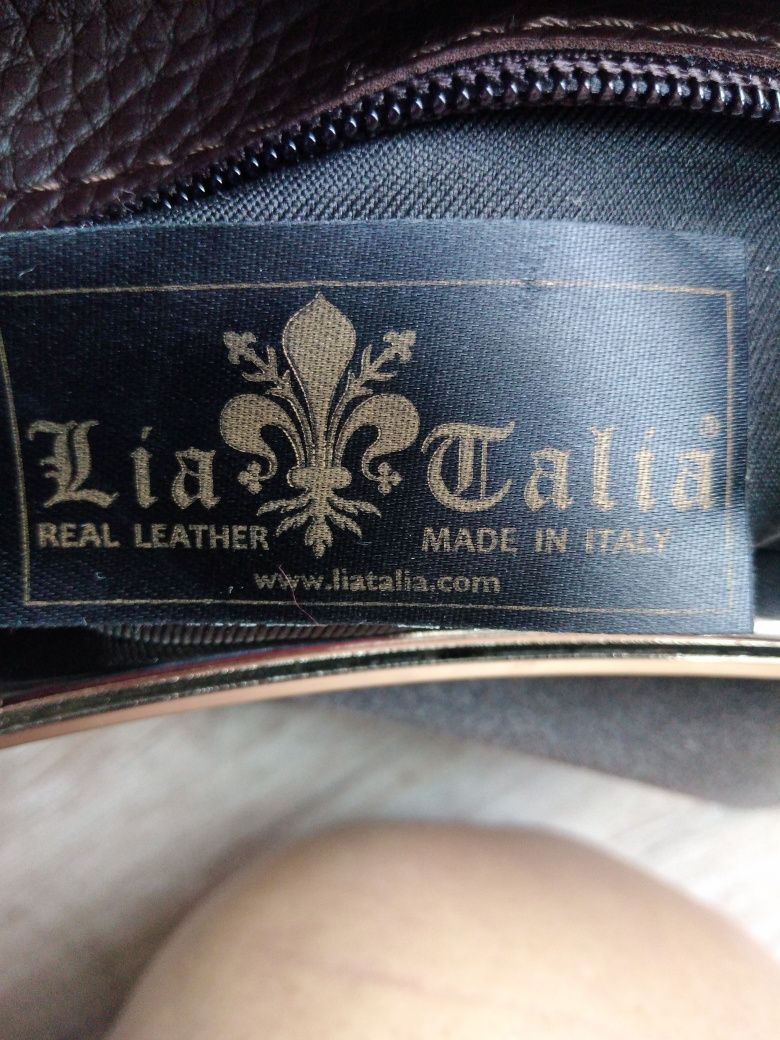 Lia Talia®
REAL LEATHER MADE IN ITALY
www.liatalia.com